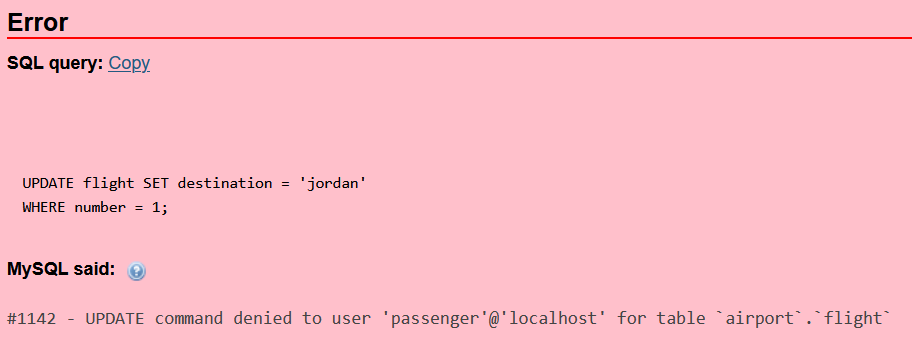 Error
SQL query: Copy
UPDATE flight SET destination = 'jordan'
WHERE number = 1;
MySQL said:
#1142 - UPDATE command denied to user 'passenger'@'localhost' for table `airport`.`flight`